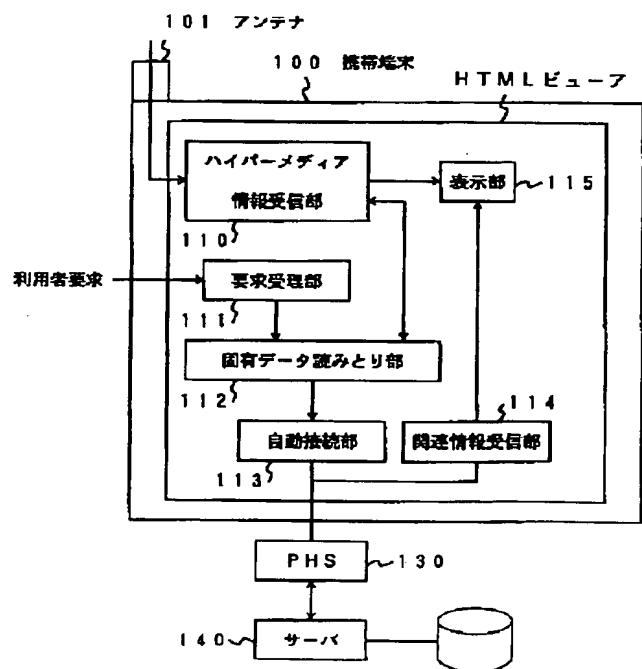 101 アンテナ
100 携帯端末
HTMLビューア
ハイパーメディア
情報受信部
110
表示部
115
利用者要求
要求受理部
111
固有データ読みとり部
112
114
自動接続部
関連情報受信部
113
PHS
130
140
サーバ